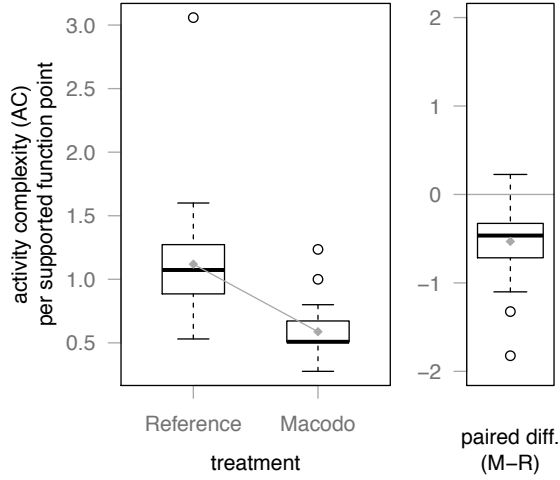 activity complexity (AC)
per supported function point
3.0
2.5
2.0
1.5
1.0
0.5
Reference Macodo
treatment
2
1
0
−1
−2
paired diff.
(M−R)